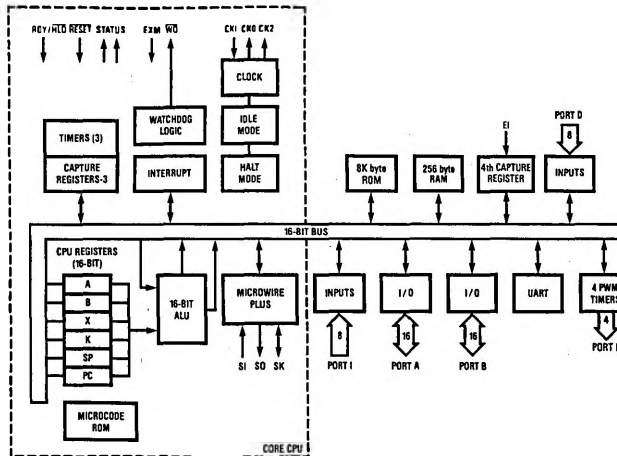 RDY/HLD RESET STATUS EXM WO CKI CKO CK2
CLOCK
WATCHDOG
LOGIC
IDLE
MODE
TIMERS (3)
CAPTURE
REGISTERS-3
INTERRUPT
HALT
MODE
EI
PORT D
8
8K byte
ROM
256 byte
RAM
4th CAPTURE
REGISTER
INPUTS
16-BIT BUS
CPU REGISTERS
(16-BIT)
A
B
X
K
SP
PC
16-BIT
ALU
MICROWIRE
PLUS
INPUTS
I/O
I/O
UART
4 PWM
TIMERS
8
16
16
4
SI SO SK
PORT I
PORT A
PORT B
PORT
MICROCODE
ROM
CORE CPU